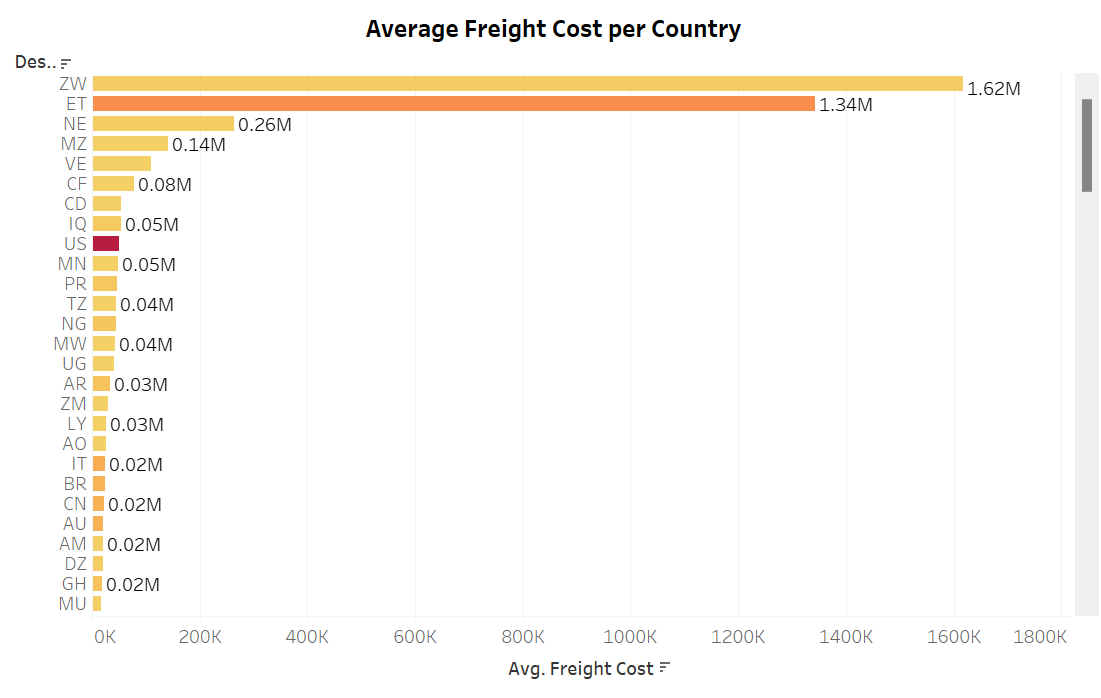 Average Freight Cost per Country
Des..
ZW 1.62M
ET 1.34M
NE 0.26M
MZ 0.14M
VE
CF 0.08M
CD
IQ 0.05M
US
MN 0.05M
PR
TZ 0.04M
NG
MW 0.04M
UG
AR 0.03M
ZM
LY 0.03M
AO
IT 0.02M
BR
CN 0.02M
AU
AM 0.02M
DZ
GH 0.02M
MU
0K 200K 400K 600K 800K 1000K 1200K 1400K 1600K 1800K
Avg. Freight Cost